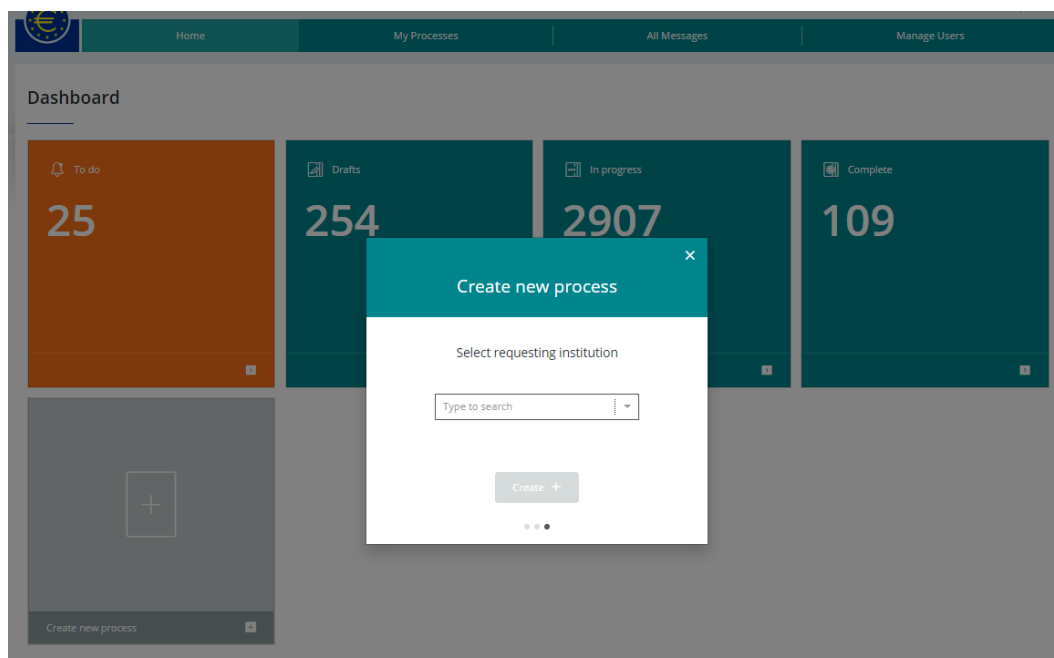 Home
My Processes
All Messages
Manage Users
Dashboard
To do
25
Drafts
254
In progress
2907
Complete
109
Create new process
Select requesting institution
Type to search
Create +
Create new process